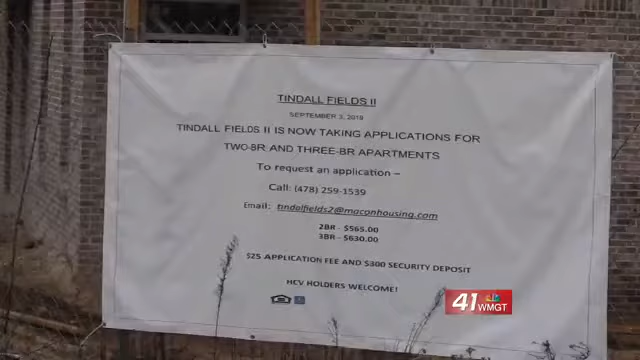 TINDALL FIELDS II
SEPTEMBER 3, 2019
TINDALL FIELDS II IS NOW TAKING APPLICATIONS FOR
TWO-BR AND THREE-BR APARTMENTS
To request an application –
Call: (478) 259-1539
Email: tindallfields2@maconhousing.com
2BR - $565.00
3BR - $630.00
$25 APPLICATION FEE AND $300 SECURITY DEPOSIT
HCV HOLDERS WELCOME!
41 WMGT